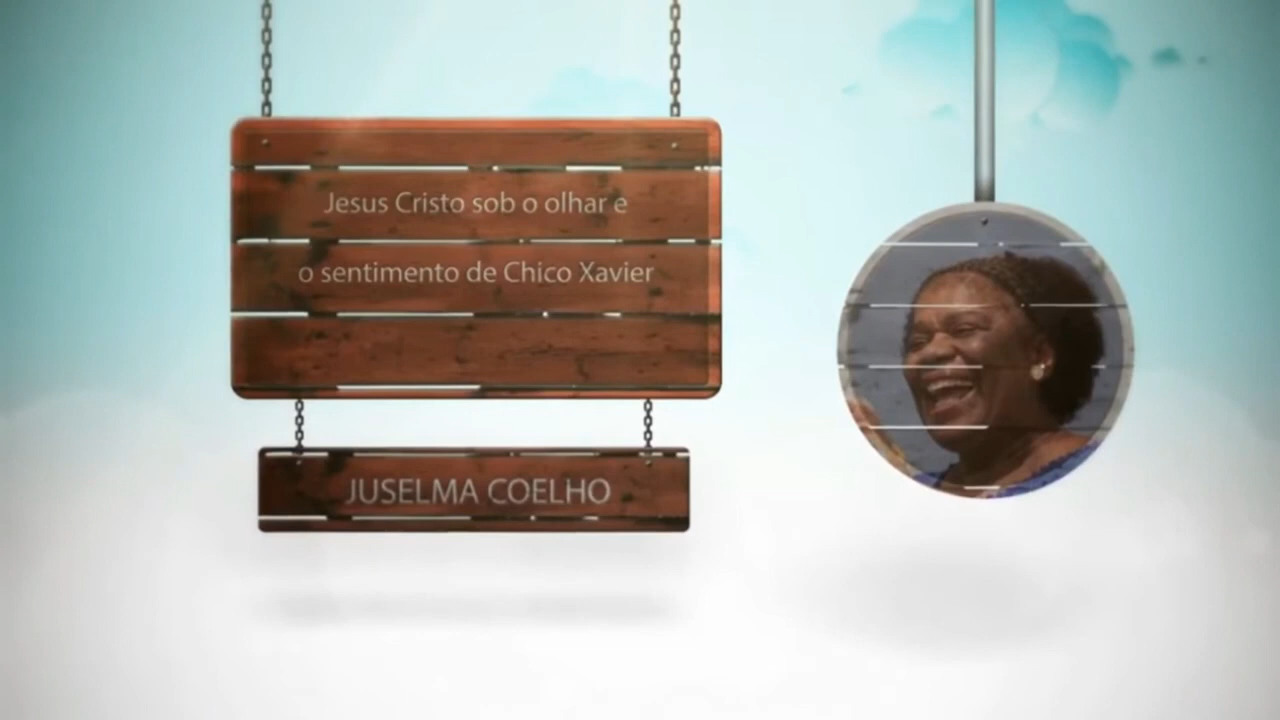 Jesus Cristo sob o olhar e
o sentimento de Chico Xavier
JUSELMA COELHO